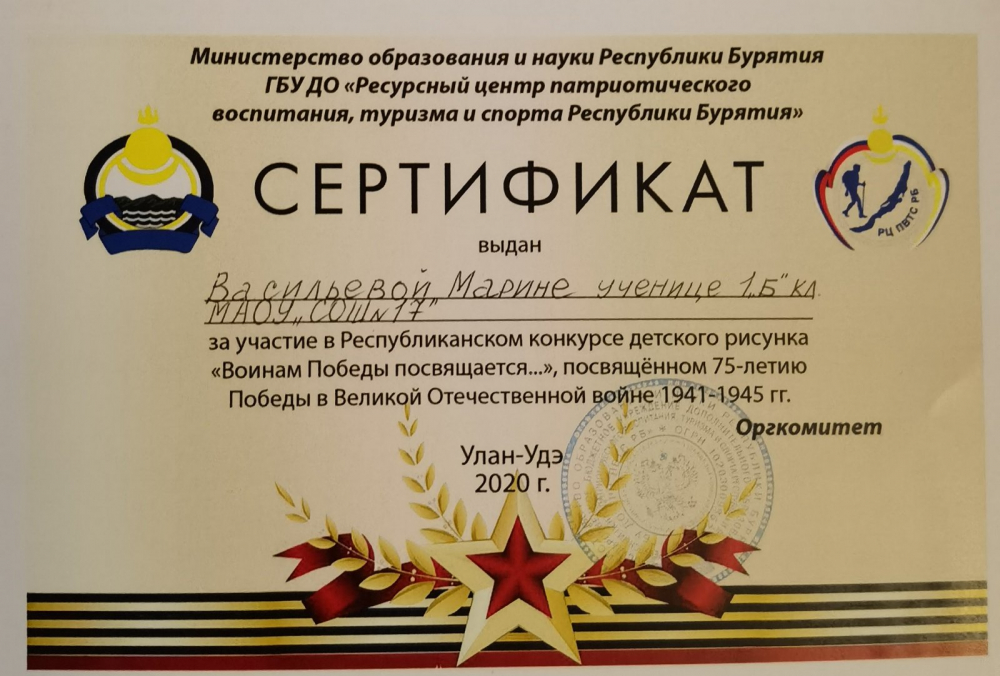 Министерство образования и науки Республики Бурятия
ГБУ ДО «Ресурсный центр патриотического
воспитания, туризма и спорта Республики Бурятия»
СЕРТИФИКАТ
РЦ ПВТС РБ
выдан
Васильевой Марине ученице 1„Б" кл.
МАОУ„СОШ№17"
за участие в Республиканском конкурсе детского рисунка
«Воинам Победы посвящается...», посвящённом 75-летию
Победы в Великой Отечественной войне 1941-1945 гг.
Оргкомитет
Улан-Удэ
2020 г.